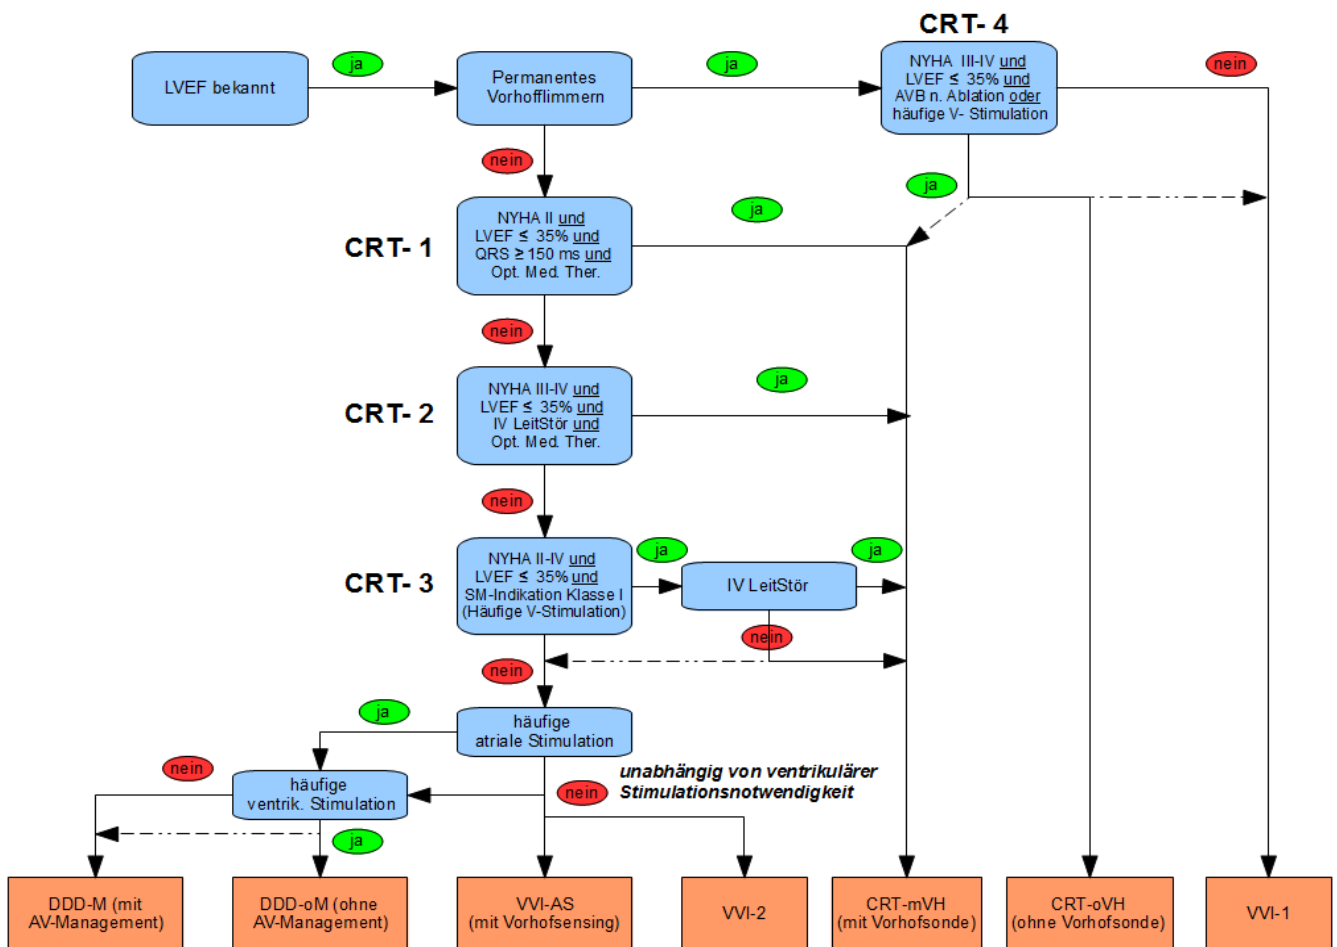 CRT- 4
LVEF bekannt
ja
Permanentes
Vorhofflimmern
ja
NYHA III-IV und
LVEF ≤ 35% und
AVB n. Ablation oder
häufige V- Stimulation
nein
nein
ja
CRT- 1
NYHA II und
LVEF ≤ 35% und
QRS ≥ 150 ms und
Opt. Med. Ther.
ja
nein
CRT- 2
NYHA III-IV und
LVEF ≤ 35% und
IV LeitStör und
Opt. Med. Ther.
ja
nein
CRT- 3
NYHA II-IV und
LVEF ≤ 35% und
SM-Indikation Klasse I
(Häufige V-Stimulation)
ja
IV LeitStör
ja
nein
nein
häufige
atriale Stimulation
ja
nein
häufige
ventrik. Stimulation
nein
unabhängig von ventrikulärer
Stimulationsnotwendigkeit
ja
DDD-M (mit
AV-Management)
DDD-oM (ohne
AV-Management)
VVI-AS
(mit Vorhofsensing)
VVI-2
CRT-mVH
(mit Vorhofsonde)
CRT-oVH
(ohne Vorhofsonde)
VVI-1